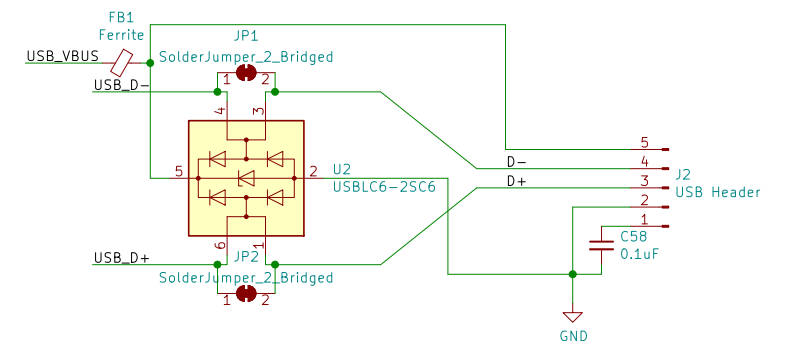 FB1
Ferrite
USB_VBUS
JP1
SolderJumper_2_Bridged
1 2
USB_D-
4 3
5
2
U2
USBLC6-2SC6
6 1
USB_D+
JP2
SolderJumper_2_Bridged
1 2
D-
D+
5
4
3
2
1
J2
USB Header
C58
0.1uF
GND